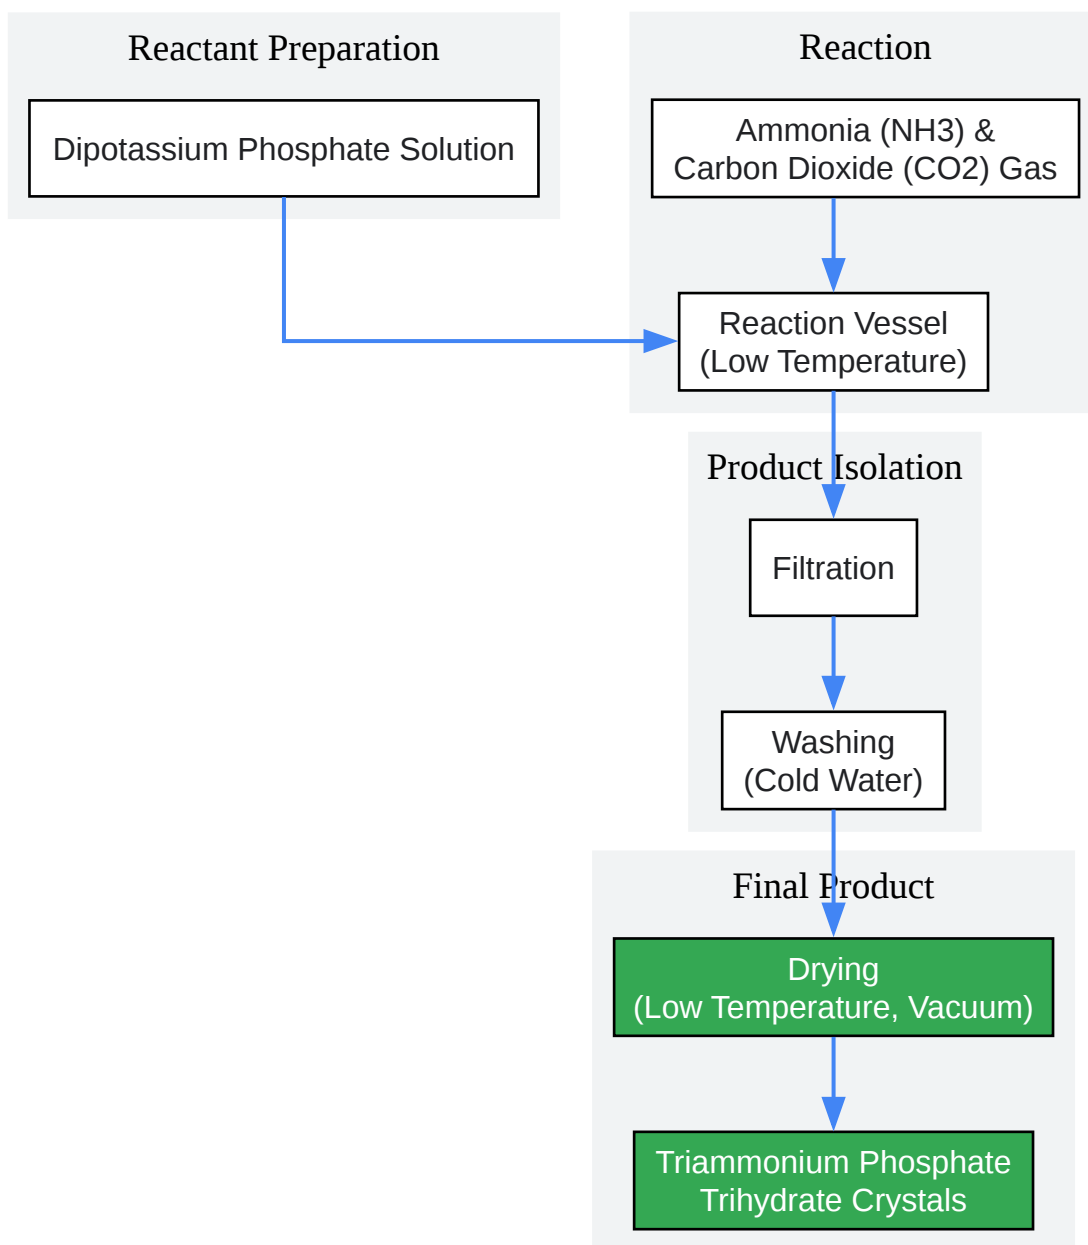 Reactant Preparation
Dipotassium Phosphate Solution
Reaction
Ammonia (NH3) &
Carbon Dioxide (CO2) Gas
Reaction Vessel
(Low Temperature)
Product Isolation
Filtration
Washing
(Cold Water)
Final Product
Drying
(Low Temperature, Vacuum)
Triammonium Phosphate
Trihydrate Crystals